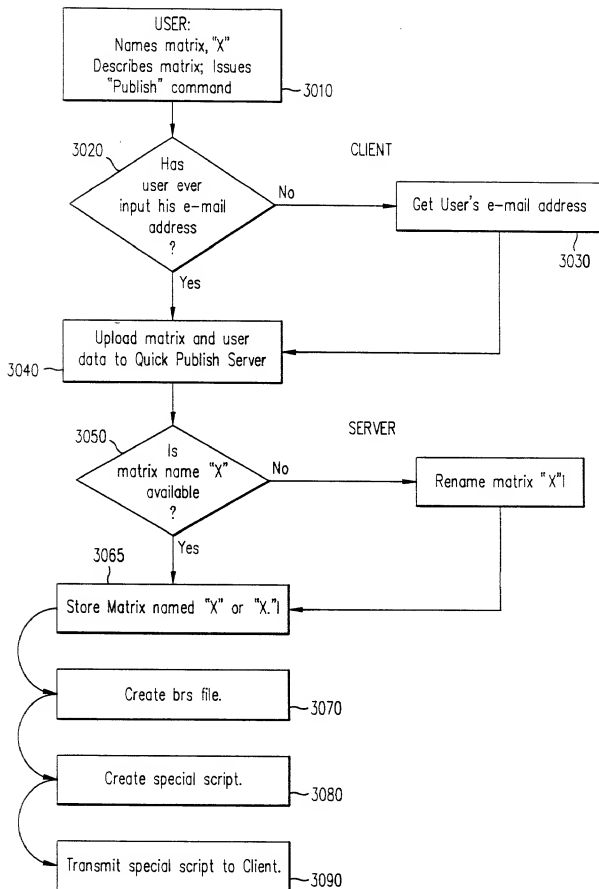 USER:
Names matrix, "X"
Describes matrix; Issues
"Publish" command
3010
3020
CLIENT
Has
user ever
input his e-mail
address
?
No
Get User's e-mail address
3030
Yes
Upload matrix and user
data to Quick Publish Server
3040
3050
SERVER
Is
matrix name "X"
available
?
No
Rename matrix "X"I
Yes
3065
Store Matrix named "X" or "X."I
Create brs file.
3070
Create special script.
3080
Transmit special script to Client.
3090